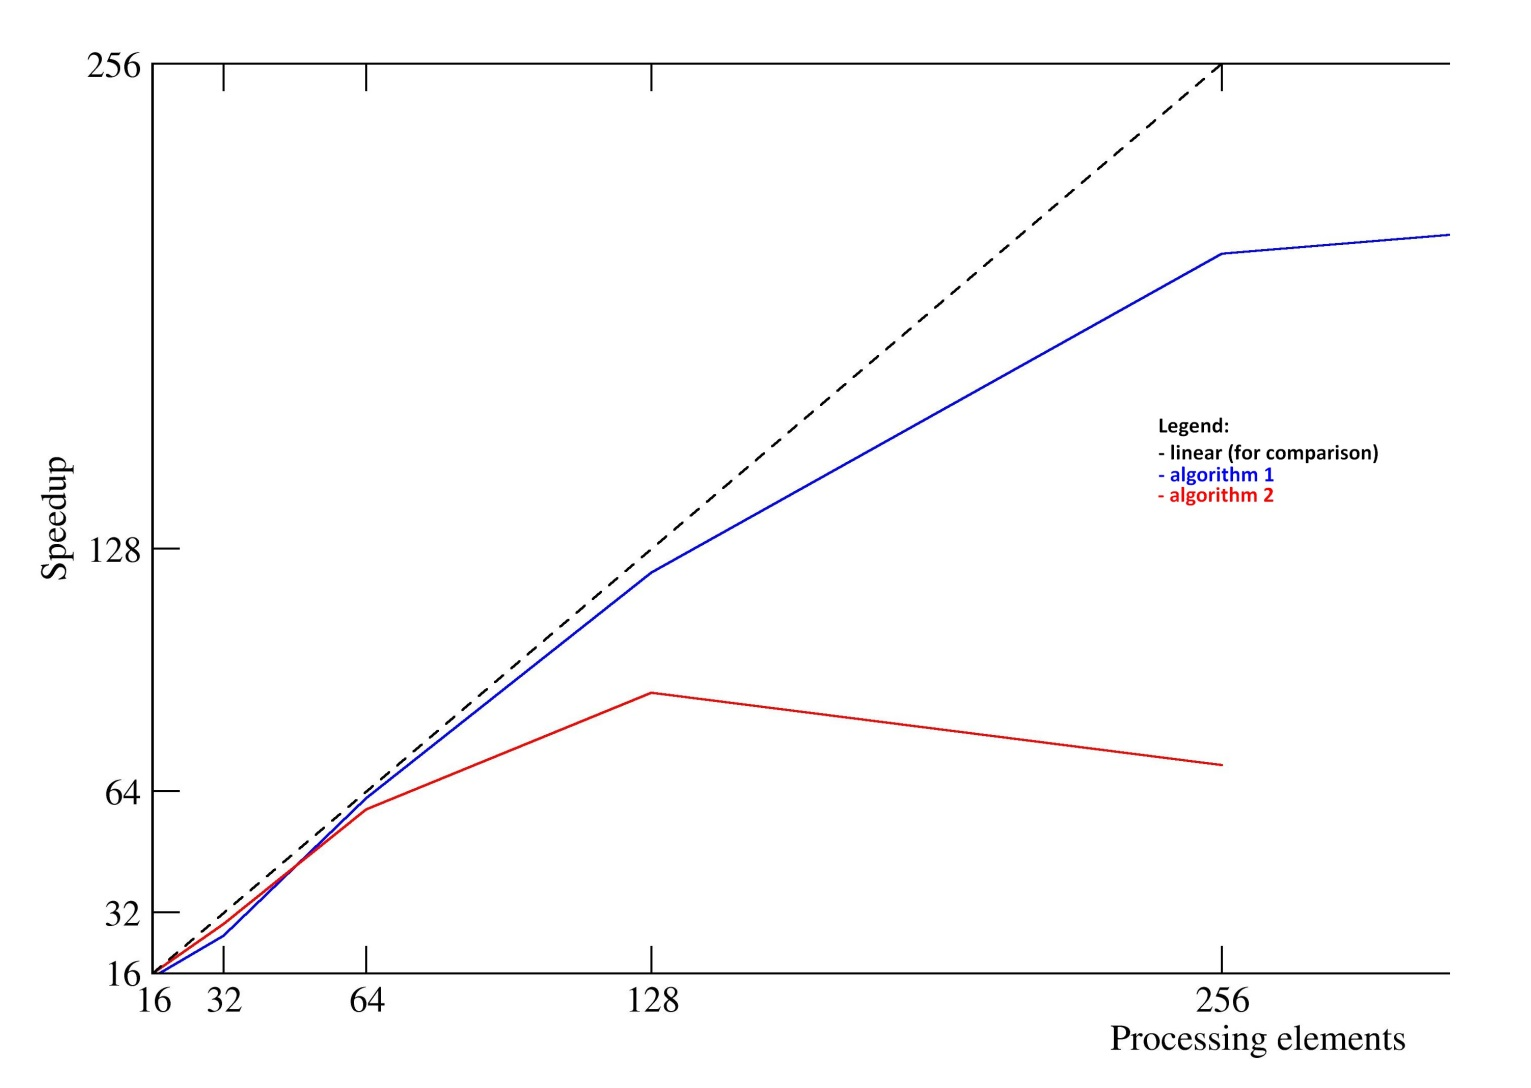 256
128
64
32
16
Speedup
Legend:
- linear (for comparison)
- algorithm 1
- algorithm 2
16 32 64 128 256
Processing elements